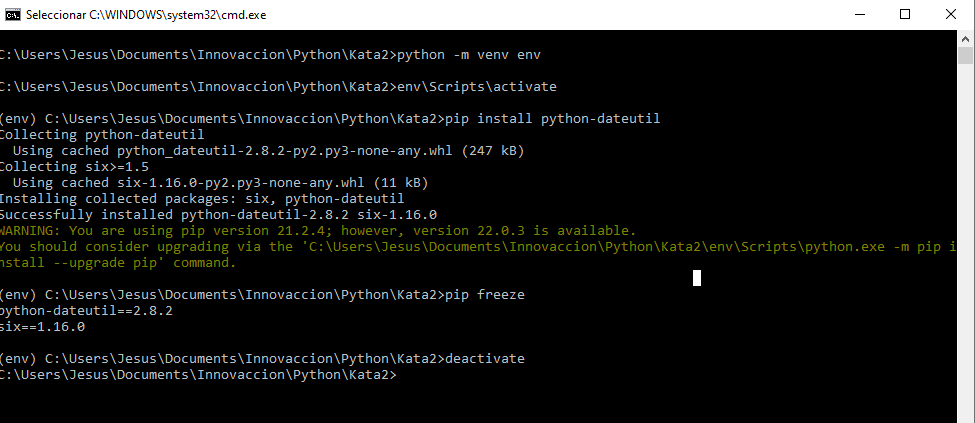 Seleccionar C:\WINDOWS\system32\cmd.exe
C:\Users\Jesus\Documents\Innovaccion\Python\Kata2>python -m venv env
C:\Users\Jesus\Documents\Innovaccion\Python\Kata2>env\Scripts\activate
(env) C:\Users\Jesus\Documents\Innovaccion\Python\Kata2>pip install python-dateutil
Collecting python-dateutil
  Using cached python_dateutil-2.8.2-py2.py3-none-any.whl (247 kB)
Collecting six>=1.5
  Using cached six-1.16.0-py2.py3-none-any.whl (11 kB)
Installing collected packages: six, python-dateutil
Successfully installed python-dateutil-2.8.2 six-1.16.0
WARNING: You are using pip version 21.2.4; however, version 22.0.3 is available.
You should consider upgrading via the 'C:\Users\Jesus\Documents\Innovaccion\Python\Kata2\env\Scripts\python.exe -m pip i
nstall --upgrade pip' command.
(env) C:\Users\Jesus\Documents\Innovaccion\Python\Kata2>pip freeze
python-dateutil==2.8.2
six==1.16.0
(env) C:\Users\Jesus\Documents\Innovaccion\Python\Kata2>deactivate
C:\Users\Jesus\Documents\Innovaccion\Python\Kata2>